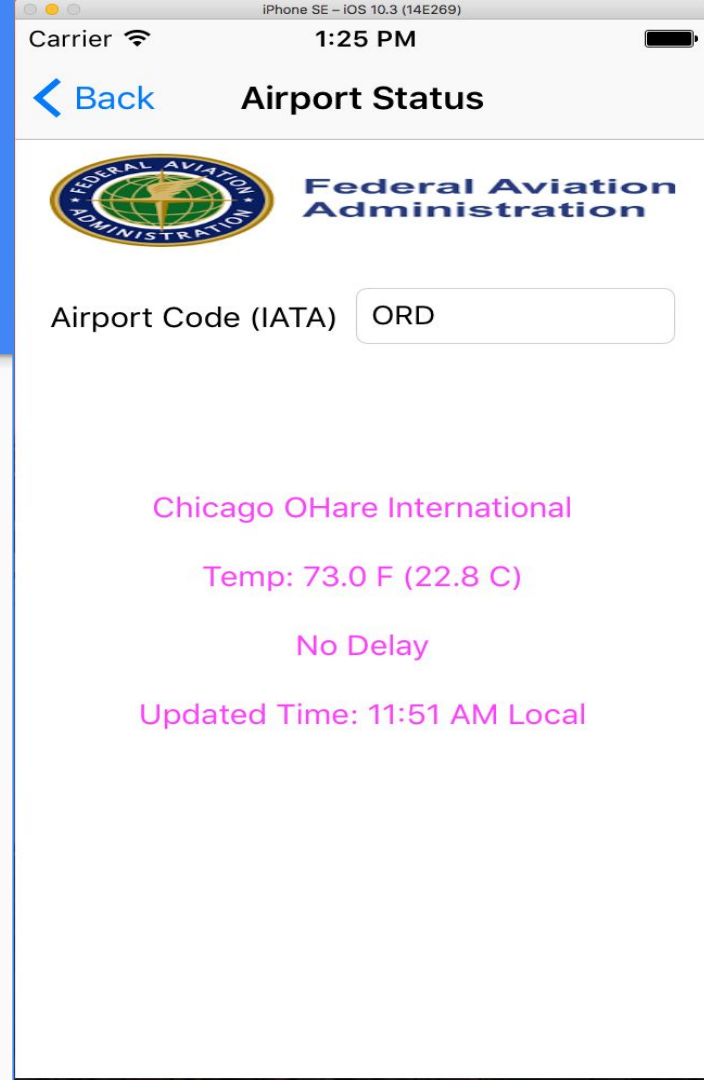 iPhone SE – iOS 10.3 (14E269)
Carrier 1:25 PM
Back Airport Status
FEDERAL AVIATION
ADMINISTRATION
Federal Aviation
Administration
Airport Code (IATA) ORD
Chicago OHare International
Temp: 73.0 F (22.8 C)
No Delay
Updated Time: 11:51 AM Local